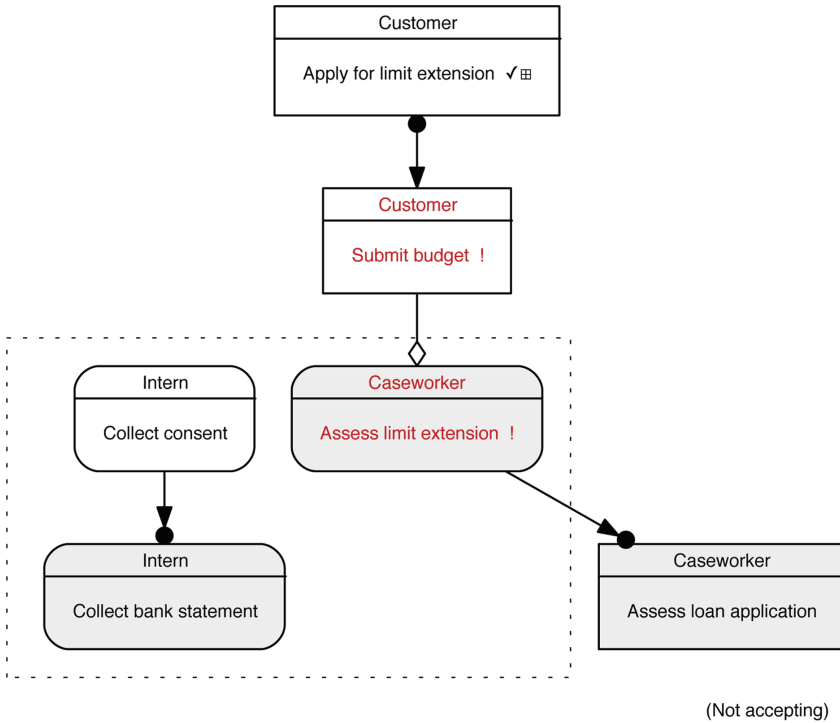 Customer
Apply for limit extension ✓⊞
Customer
Submit budget !
Intern
Collect consent
Caseworker
Assess limit extension !
Intern
Collect bank statement
Caseworker
Assess loan application
(Not accepting)